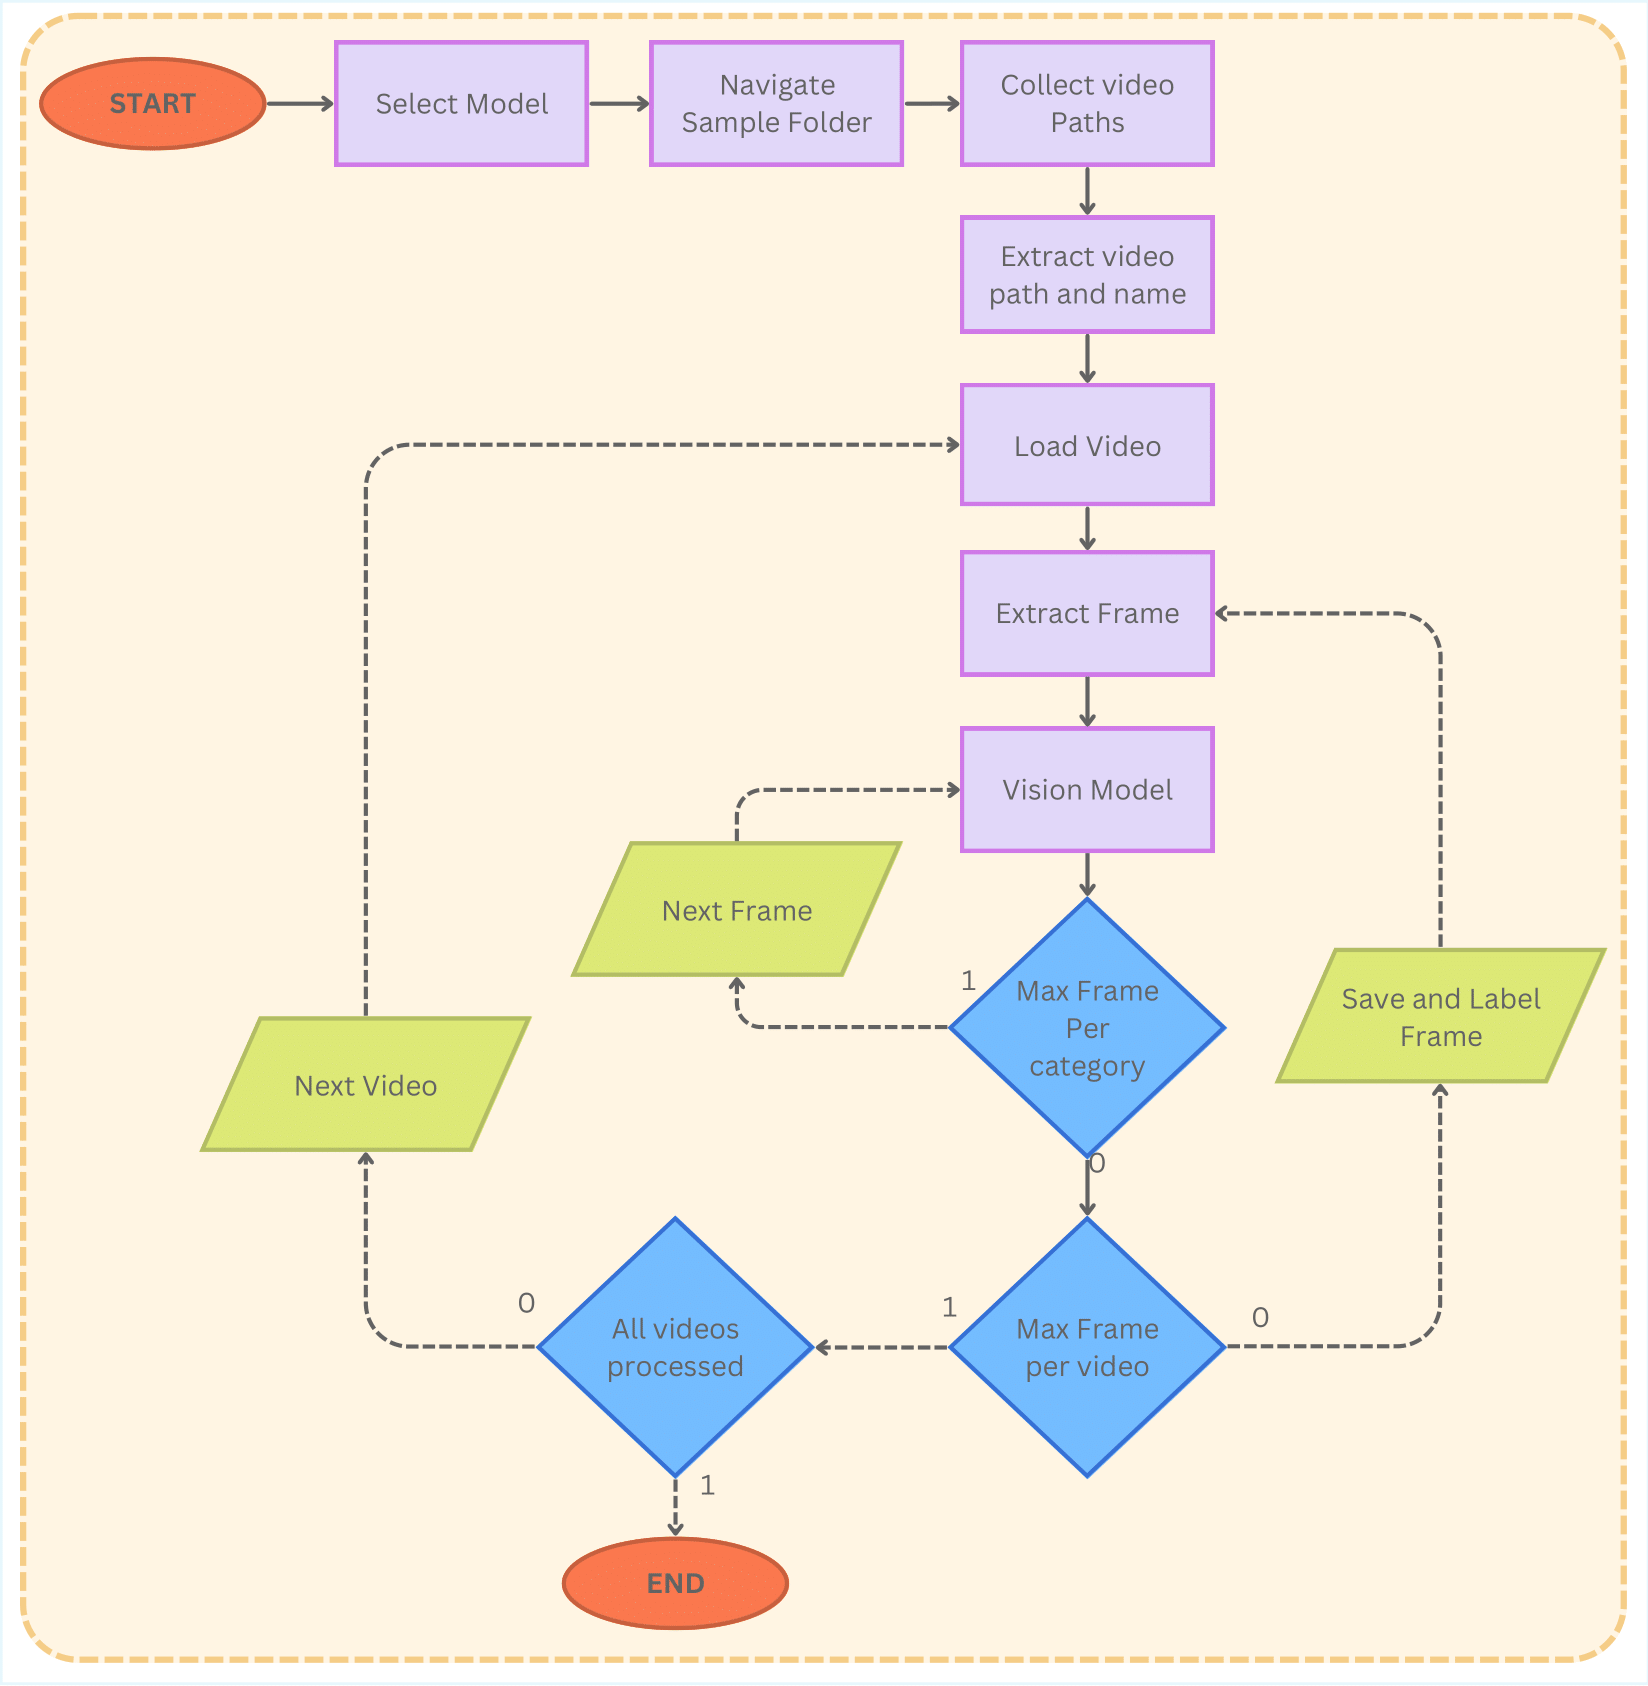 START
Select Model
Navigate
Sample Folder
Collect video
Paths
Extract video
path and name
Load Video
Extract Frame
Vision Model
Next Frame
1
Max Frame
Per
category
Save and Label
Frame
Next Video
0
0
All videos
processed
1
Max Frame
per video
0
1
END